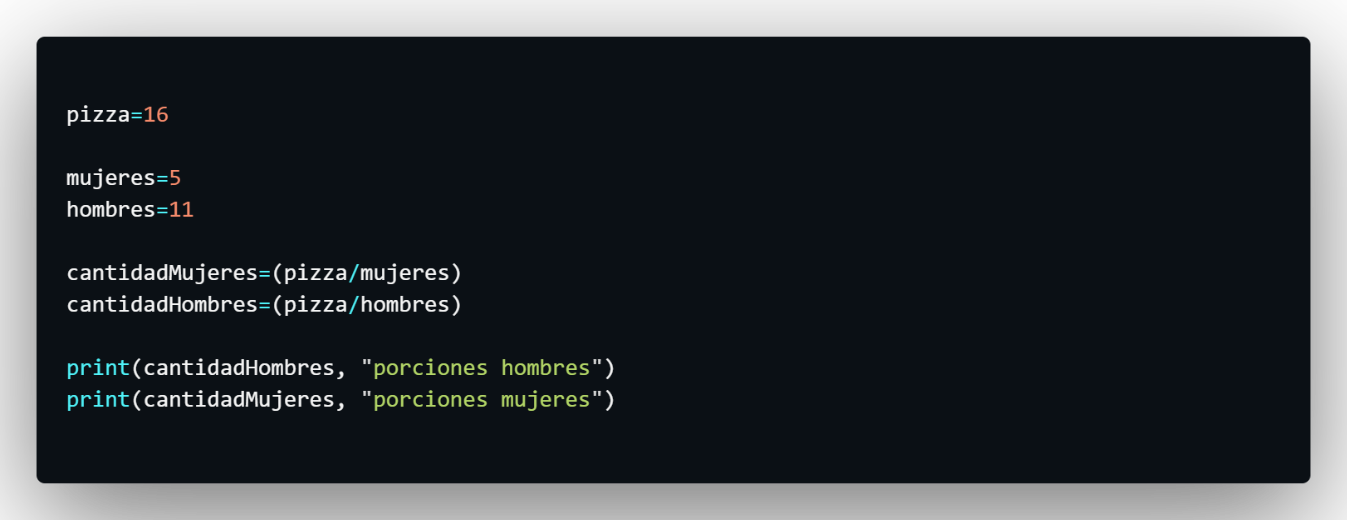 pizza=16
mujeres=5
hombres=11
cantidadMujeres=(pizza/mujeres)
cantidadHombres=(pizza/hombres)
print(cantidadHombres, "porciones hombres")
print(cantidadMujeres, "porciones mujeres")